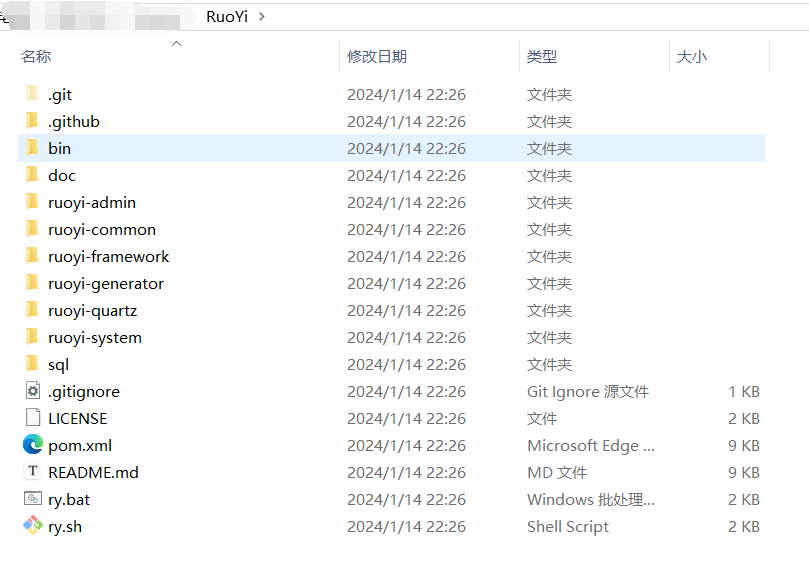 RuoYi
名称 修改日期 类型 大小
.git 2024/1/14 22:26 文件夹
.github 2024/1/14 22:26 文件夹
bin 2024/1/14 22:26 文件夹
doc 2024/1/14 22:26 文件夹
ruoyi-admin 2024/1/14 22:26 文件夹
ruoyi-common 2024/1/14 22:26 文件夹
ruoyi-framework 2024/1/14 22:26 文件夹
ruoyi-generator 2024/1/14 22:26 文件夹
ruoyi-quartz 2024/1/14 22:26 文件夹
ruoyi-system 2024/1/14 22:26 文件夹
sql 2024/1/14 22:26 文件夹
.gitignore 2024/1/14 22:26 Git Ignore 源文件 1 KB
LICENSE 2024/1/14 22:26 文件 2 KB
pom.xml 2024/1/14 22:26 Microsoft Edge ... 9 KB
README.md 2024/1/14 22:26 MD 文件 9 KB
ry.bat 2024/1/14 22:26 Windows 批处理... 2 KB
ry.sh 2024/1/14 22:26 Shell Script 2 KB